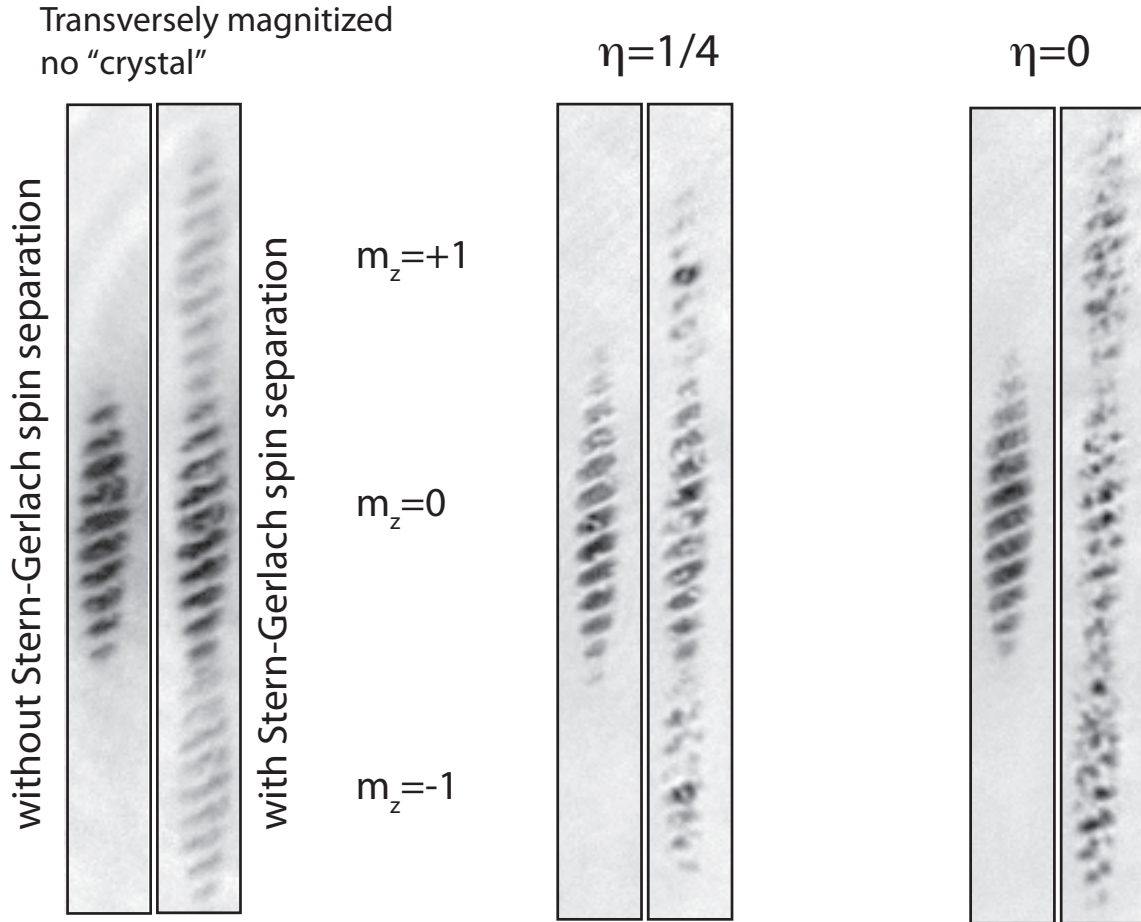 Transversely magnitized
no “crystal”
η=1/4
η=0
without Stern-Gerlach spin separation
with Stern-Gerlach spin separation
m_z=+1
m_z=0
m_z=-1